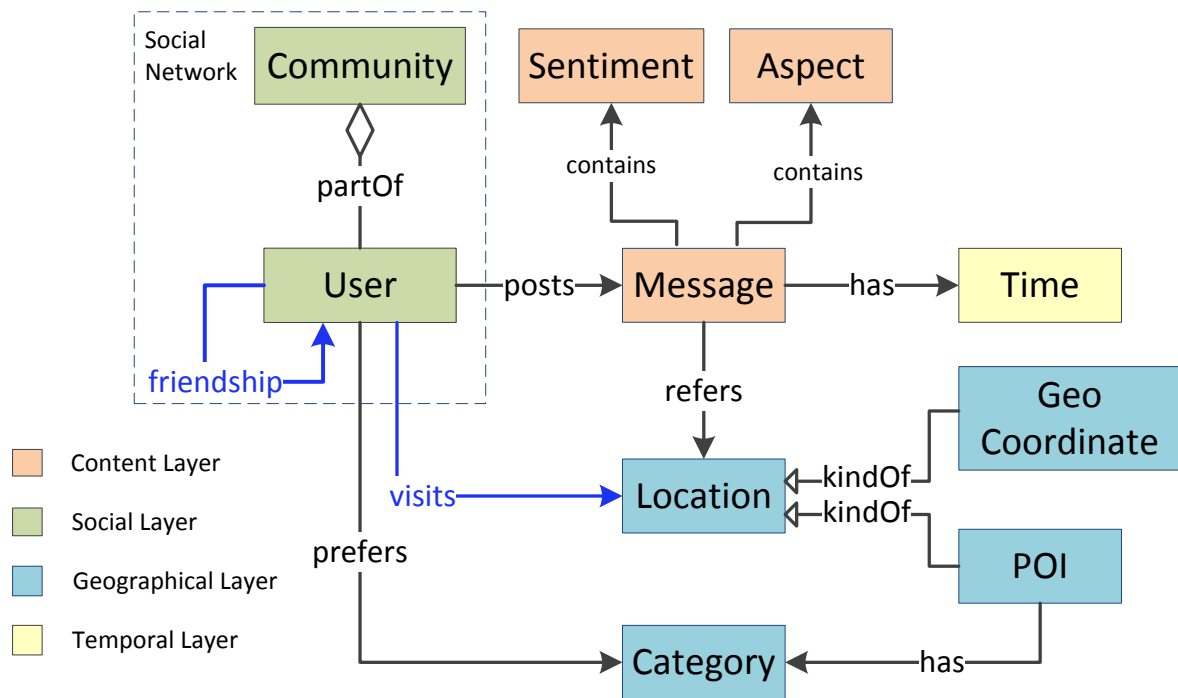 Social
Network
Community
Sentiment
Aspect
contains
contains
partOf
User
posts
Message
has
Time
friendship
refers
Geo
Coordinate
Content Layer
kindOf
visits
Location
kindOf
Social Layer
prefers
POI
Geographical Layer
Temporal Layer
Category
has